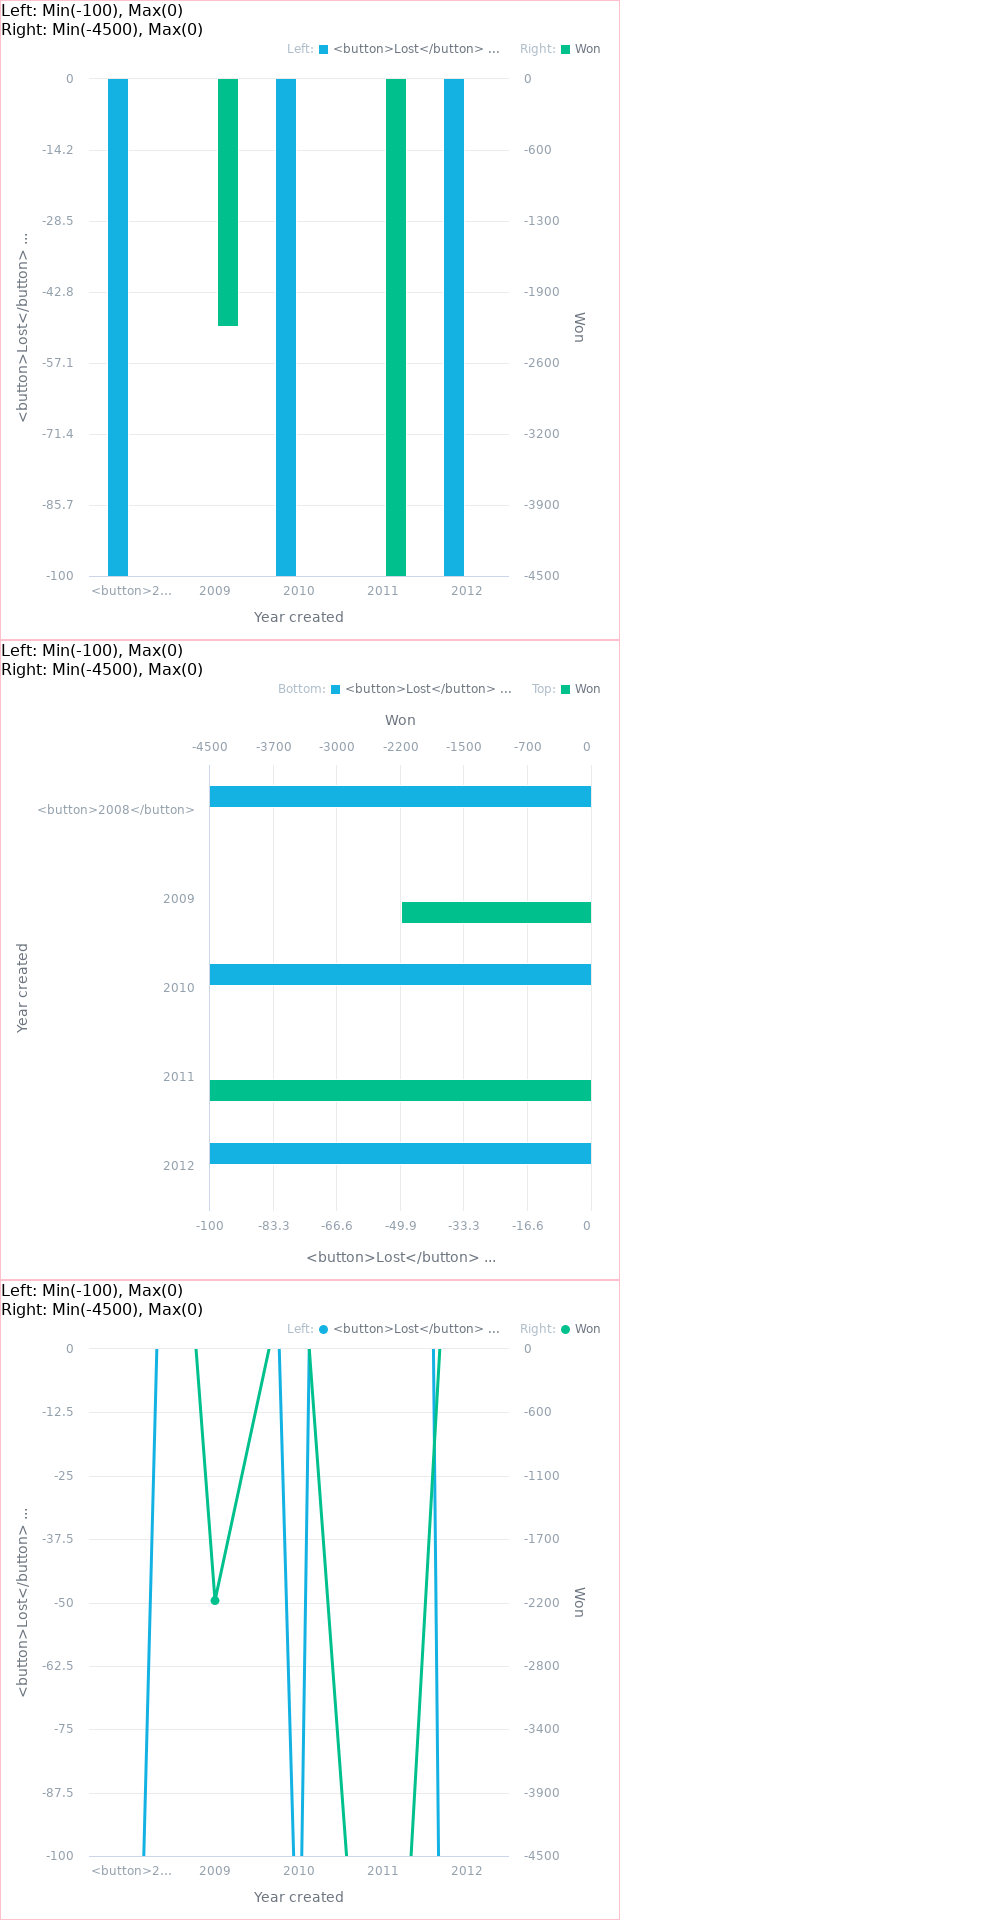 Left: Min(-100), Max(0)
Right: Min(-4500), Max(0)
Left: <button>Lost</button> ... Right: Won
0 0
-14.2 -600
-28.5 -1300
-42.8 -1900
-57.1 -2600
-71.4 -3200
-85.7 -3900
-100 -4500
<button>Lost</button> ...
Won
<button>2... 2009 2010 2011 2012
Year created
Left: Min(-100), Max(0)
Right: Min(-4500), Max(0)
Bottom: <button>Lost</button> ... Top: Won
Won
-4500 -3700 -3000 -2200 -1500 -700 0
<button>2008</button>
2009
2010
2011
2012
Year created
-100 -83.3 -66.6 -49.9 -33.3 -16.6 0
<button>Lost</button> ...
Left: Min(-100), Max(0)
Right: Min(-4500), Max(0)
Left: <button>Lost</button> ... Right: Won
0 0
-12.5 -600
-25 -1100
-37.5 -1700
-50 -2200
-62.5 -2800
-75 -3400
-87.5 -3900
-100 -4500
<button>Lost</button> ...
Won
<button>2... 2009 2010 2011 2012
Year created